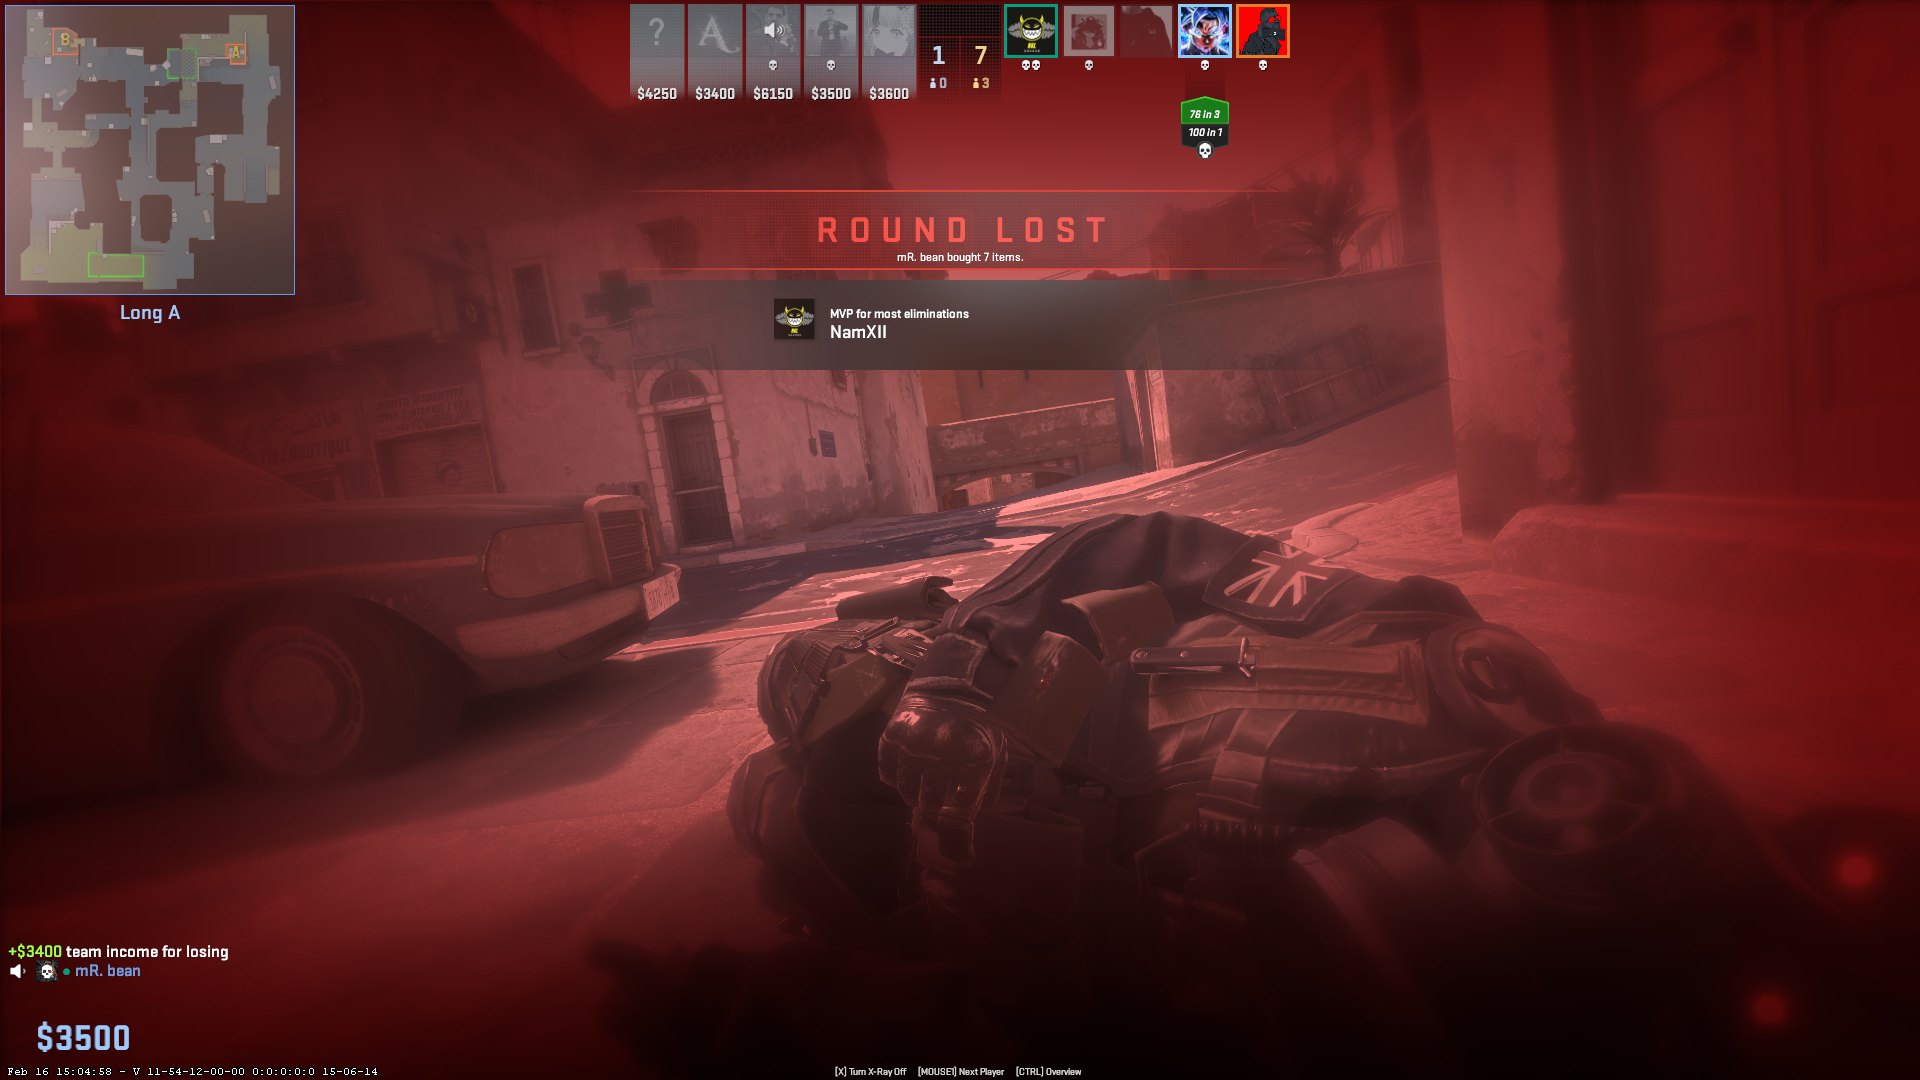 B
A
Long A
?
A
$4250
$3400
$6150
$3500
$3600
1
7
0
3
76 in 3
100 in 1
ROUND LOST
mR. bean bought 7 items.
MVP for most eliminations
NamXII
+$3400 team income for losing
mR. bean
$3500
Feb 16 15:04:58 - V 11-54-12-00-00 0:0:0:0:0 15-06-14
[X] Turn X-Ray Off [MOUSE1] Next Player [CTRL] Overview